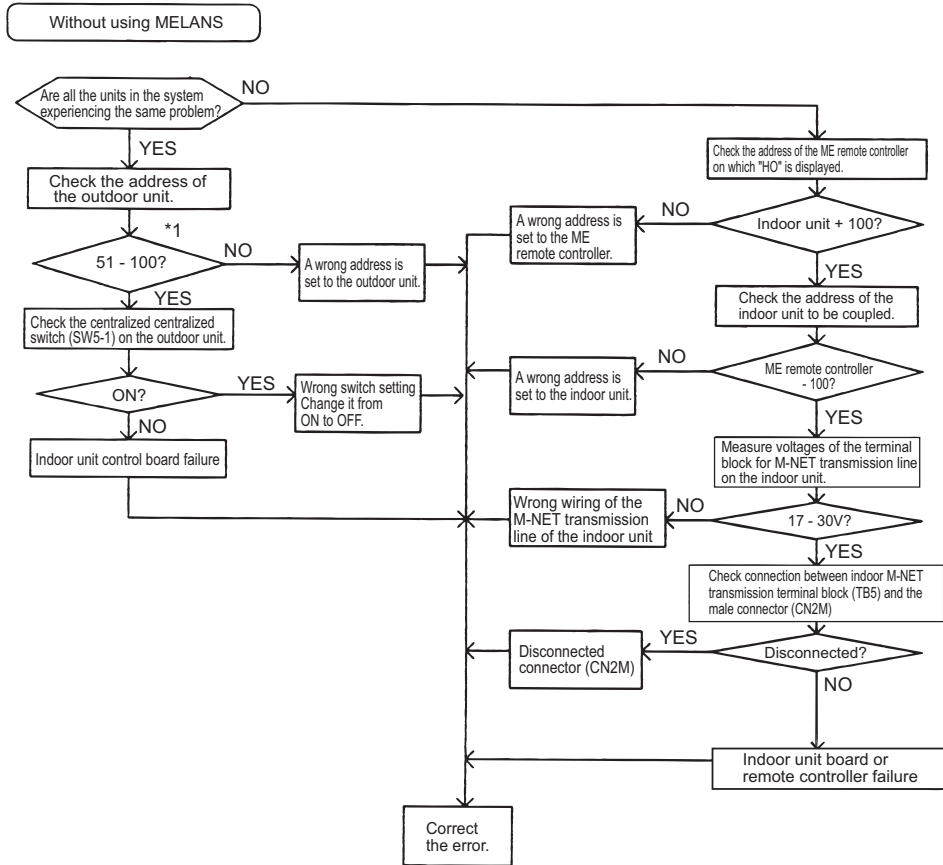 Without using MELANS
Are all the units in the system
experiencing the same problem?
NO
YES
Check the address of
the outdoor unit.
*1
51 - 100?
NO
A wrong address is
set to the outdoor unit.
YES
Check the centralized centralized
switch (SW5-1) on the outdoor unit.
ON?
YES
Wrong switch setting
Change it from
ON to OFF.
NO
Indoor unit control board failure
Check the address of the ME remote controller
on which "HO" is displayed.
Indoor unit + 100?
NO
A wrong address is
set to the ME
remote controller.
YES
Check the address of the
indoor unit to be coupled.
ME remote controller
- 100?
NO
A wrong address is
set to the indoor unit.
YES
Measure voltages of the terminal
block for M-NET transmission line
on the indoor unit.
17 - 30V?
NO
Wrong wiring of the
M-NET transmission
line of the indoor unit
YES
Check connection between indoor M-NET
transmission terminal block (TB5) and the
male connector (CN2M)
Disconnected?
YES
Disconnected
connector (CN2M)
NO
Indoor unit board or
remote controller failure
Correct
the error.